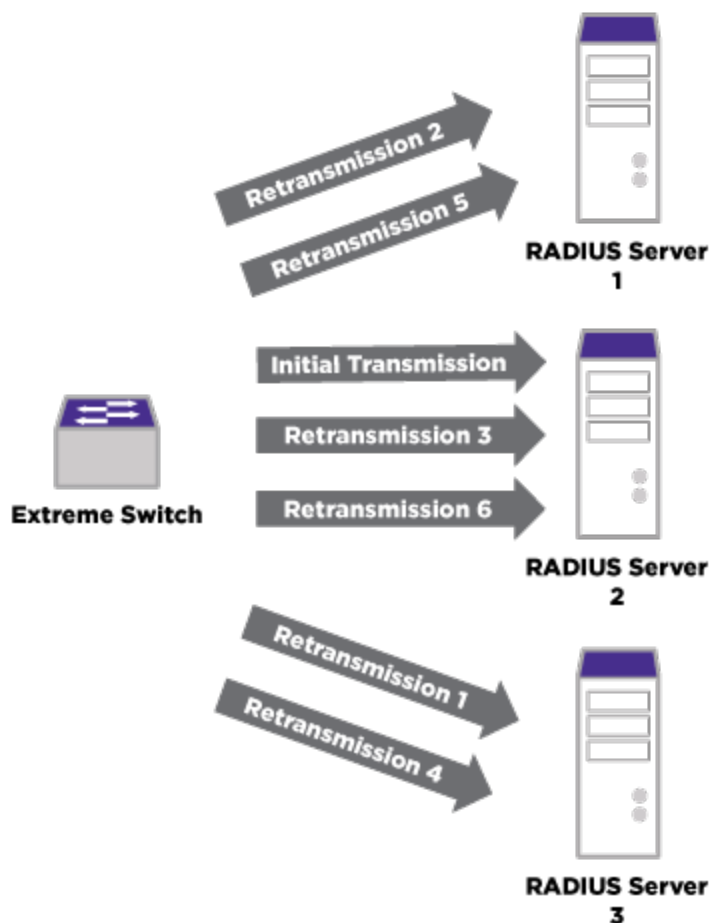 Retransmission 2
Retransmission 5
RADIUS Server
1
Initial Transmission
Retransmission 3
Retransmission 6
Extreme Switch
RADIUS Server
2
Retransmission 1
Retransmission 4
RADIUS Server
3